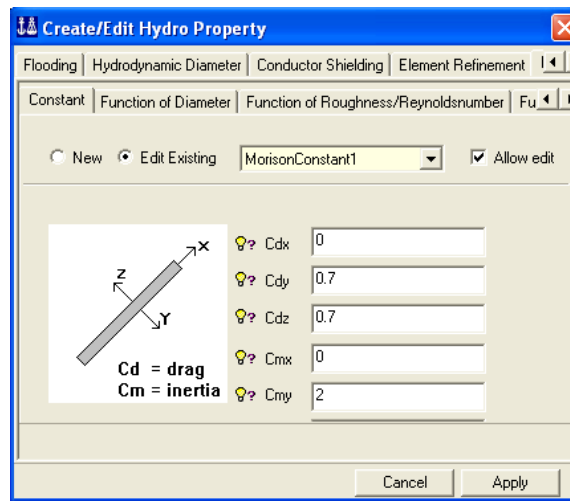 Create/Edit Hydro Property
Flooding Hydrodynamic Diameter Conductor Shielding Element Refinement
Constant Function of Diameter Function of Roughness/Reynoldsnumber Fu
New Edit Existing MorisonConstant1 Allow edit
X
Z
Y
Cd = drag
Cm = inertia
? Cdx 0
? Cdy 0.7
? Cdz 0.7
? Cmx 0
? Cmy 2
Cancel Apply